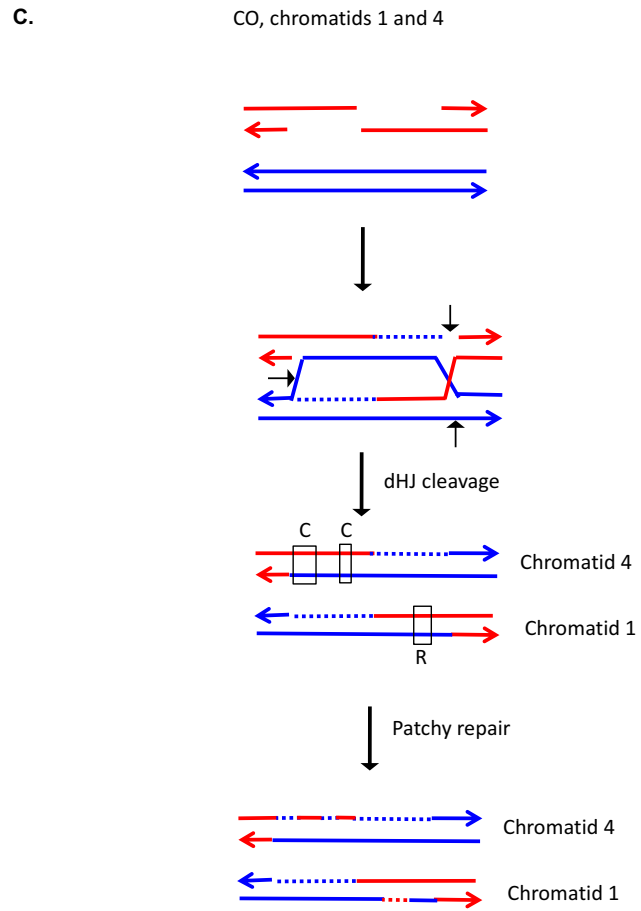 C.
CO, chromatids 1 and 4
dHJ cleavage
C C
Chromatid 4
Chromatid 1
R
Patchy repair
Chromatid 4
Chromatid 1